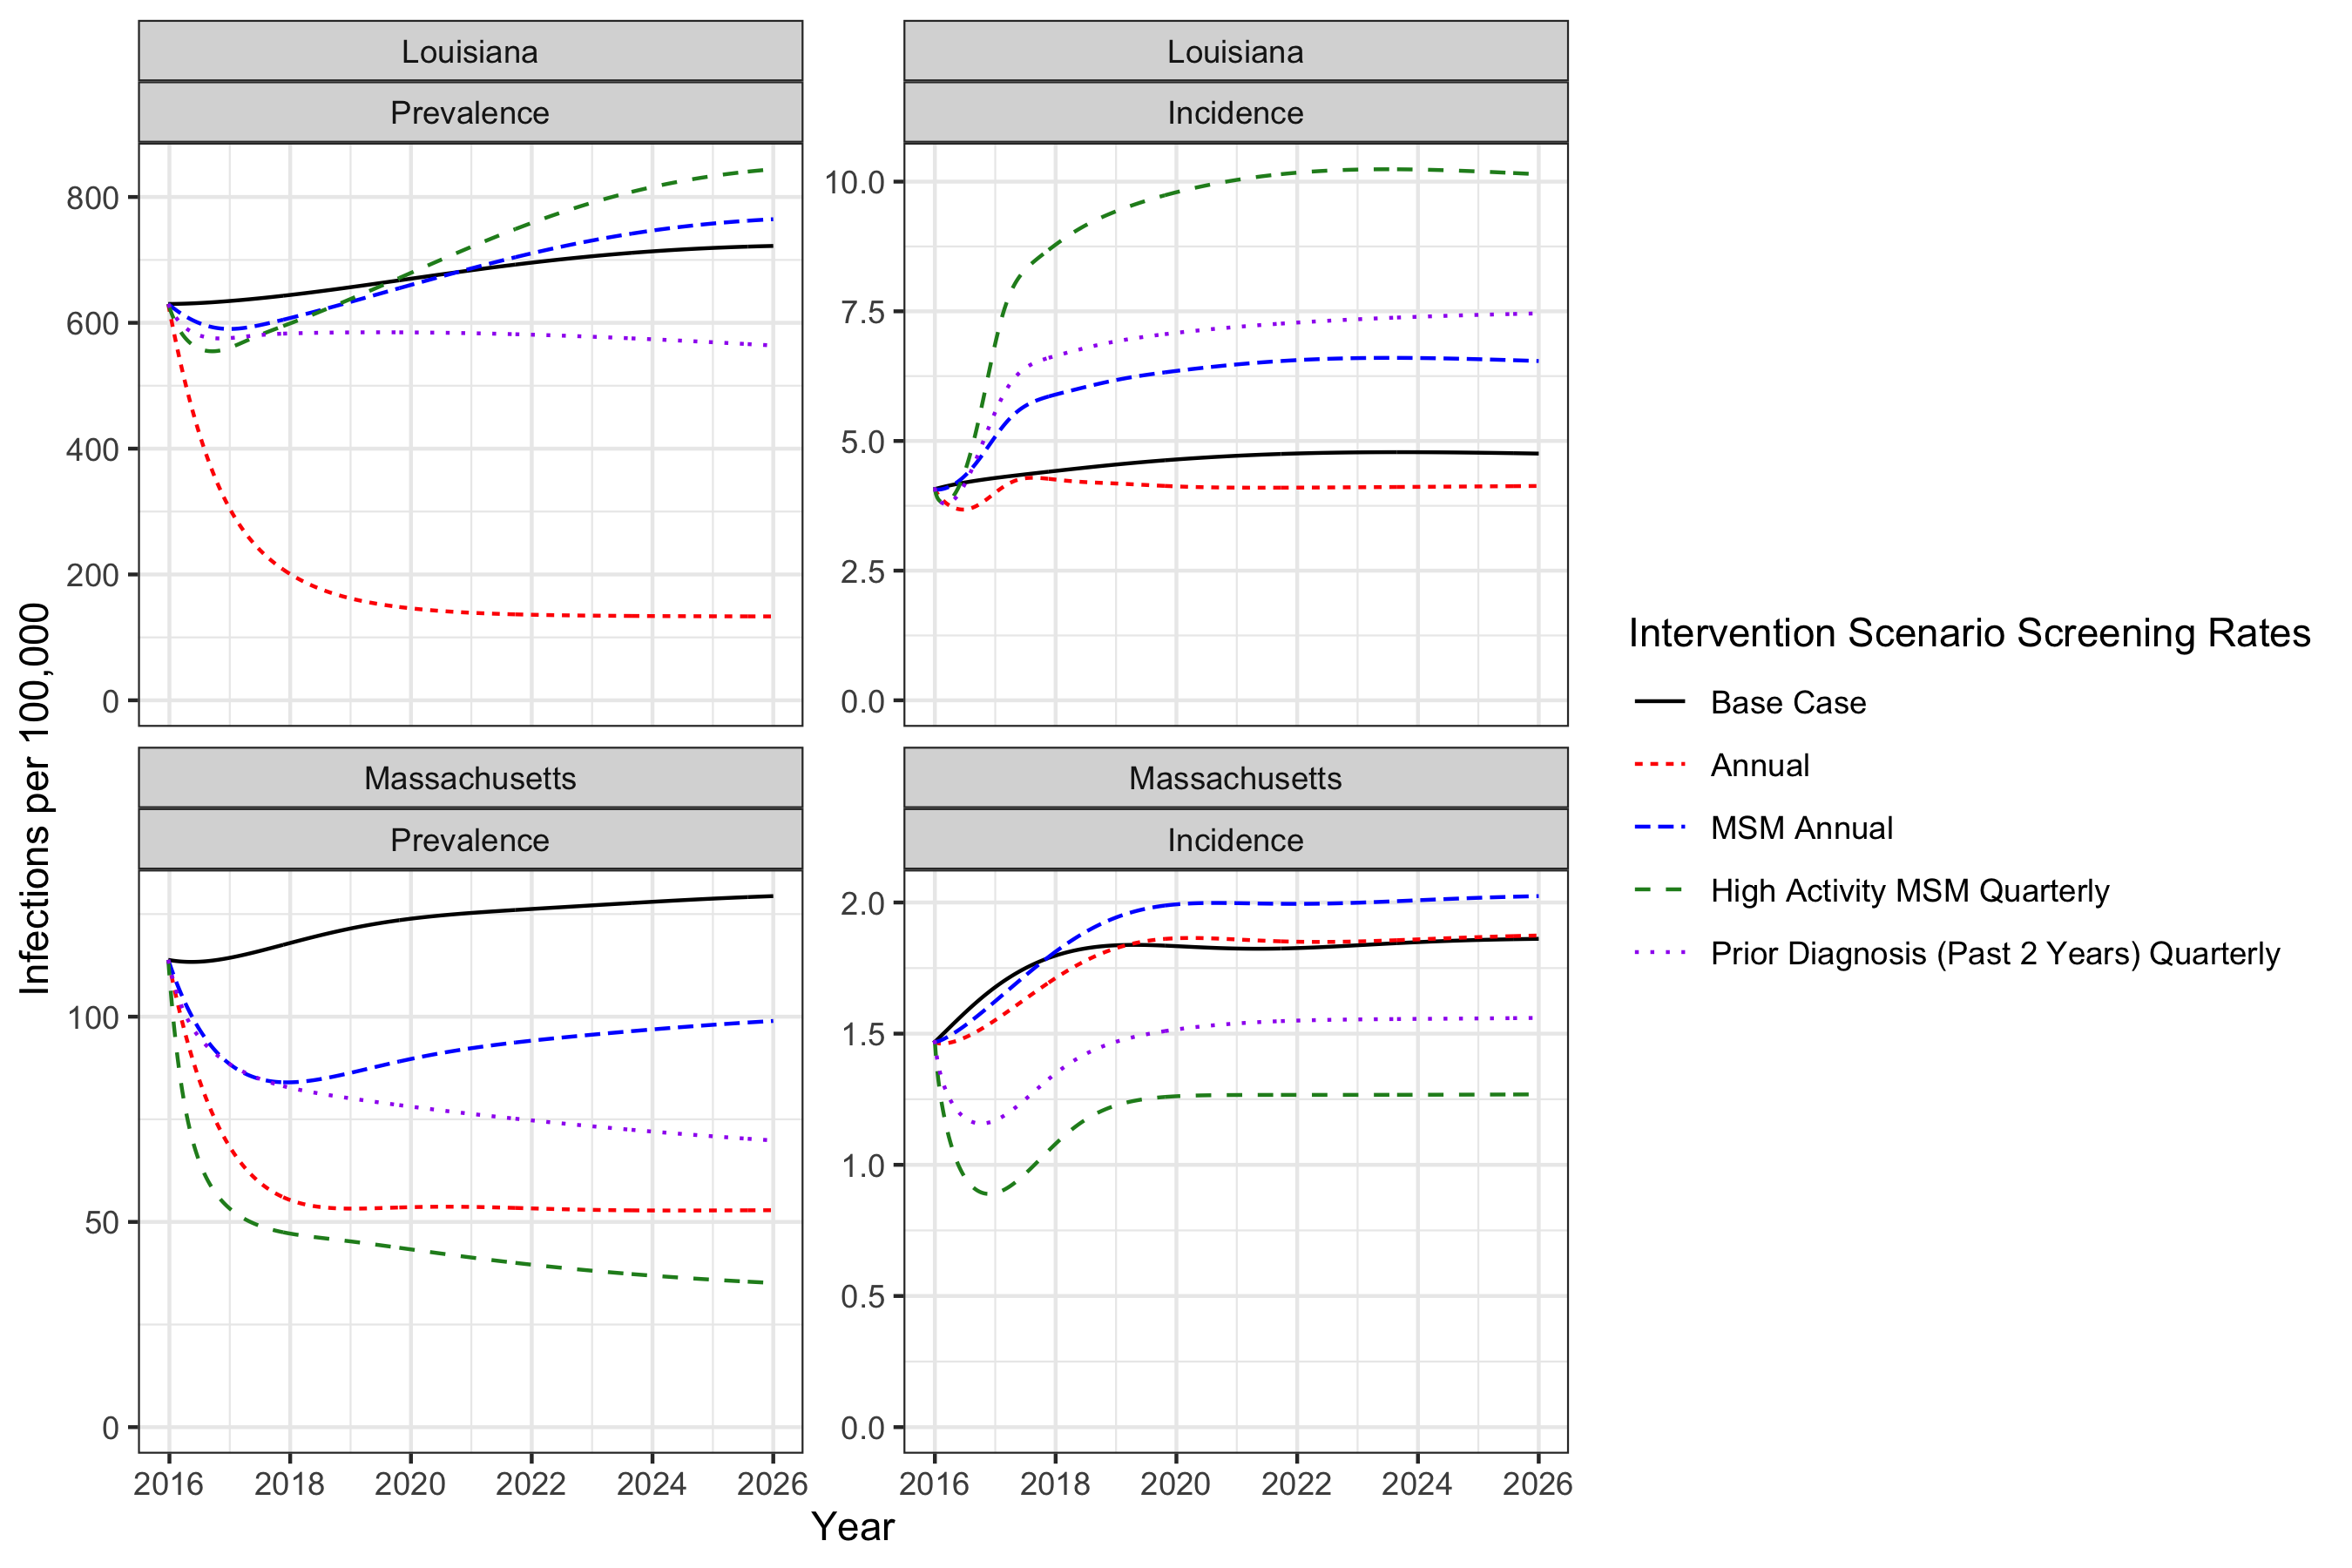 Louisiana
Prevalence
Louisiana
Incidence
800
600
400
200
0
10.0
7.5
5.0
2.5
0.0
Massachusetts
Prevalence
Massachusetts
Incidence
100
50
0
2.0
1.5
1.0
0.5
0.0
2016 2018 2020 2022 2024 2026
2016 2018 2020 2022 2024 2026
Year
Infections per 100,000
Intervention Scenario Screening Rates
Base Case
Annual
MSM Annual
High Activity MSM Quarterly
Prior Diagnosis (Past 2 Years) Quarterly